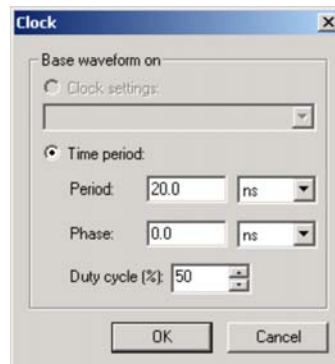 Clock
Base waveform on
Clock settings:
Time period:
Period: 20.0 ns
Phase: 0.0 ns
Duty cycle (%): 50
OK Cancel